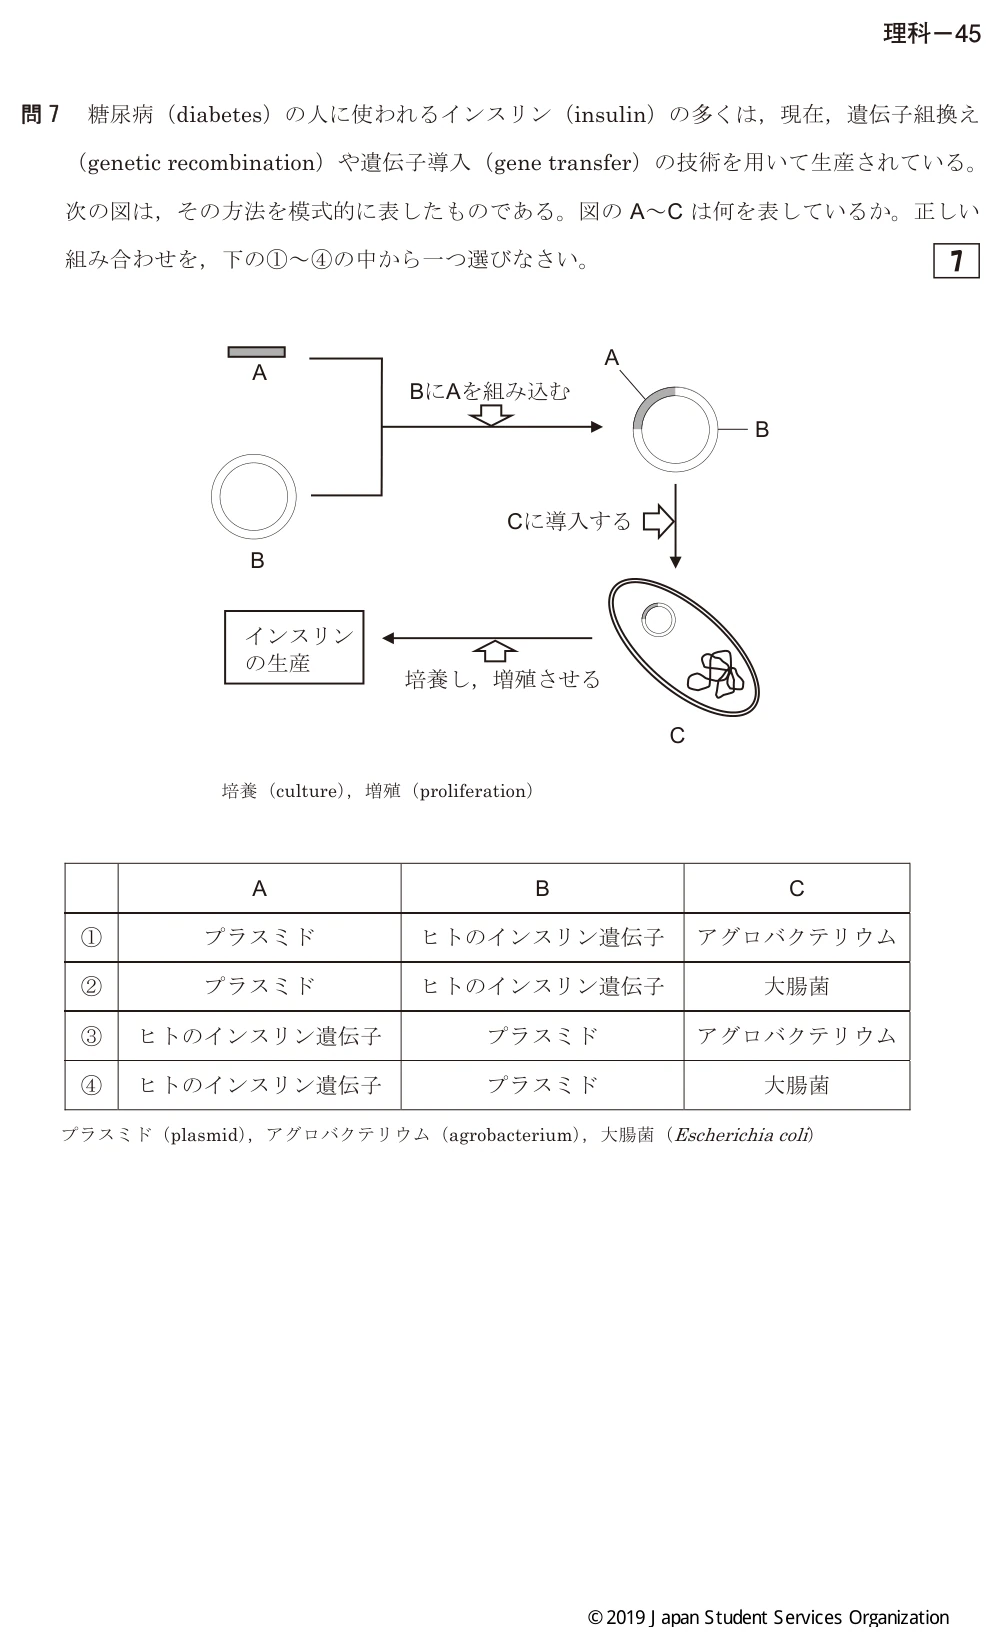 理科－45
問7　糖尿病（diabetes）の人に使われるインスリン（insulin）の多くは，現在，遺伝子組換え
（genetic recombination）や遺伝子導入（gene transfer）の技術を用いて生産されている。
次の図は，その方法を模式的に表したものである。図の A～C は何を表しているか。正しい
組み合わせを，下の①～④の中から一つ選びなさい。
7
A
BにAを組み込む
A
B
B
Cに導入する
インスリン
の生産
培養し，増殖させる
C
培養（culture），増殖（proliferation）
A B C
① プラスミド ヒトのインスリン遺伝子 アグロバクテリウム
② プラスミド ヒトのインスリン遺伝子 大腸菌
③ ヒトのインスリン遺伝子 プラスミド アグロバクテリウム
④ ヒトのインスリン遺伝子 プラスミド 大腸菌
プラスミド（plasmid），アグロバクテリウム（agrobacterium），大腸菌（Escherichia coli）
© 2019 Japan Student Services Organization